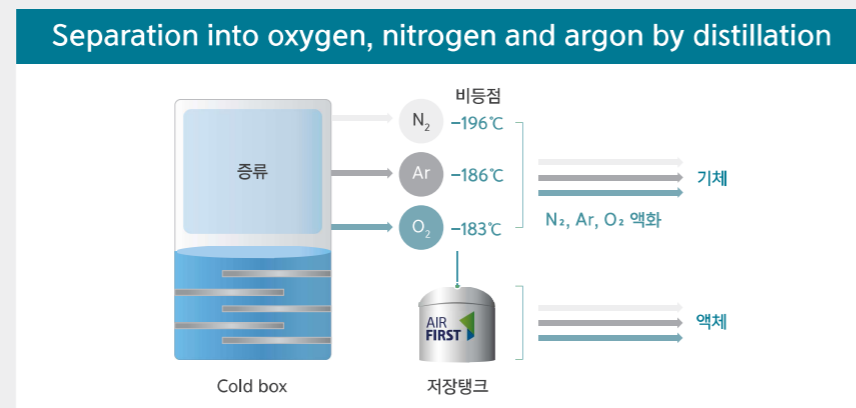 Separation into oxygen, nitrogen and argon by distillation
비등점
N₂ -196℃
증류
Ar -186℃
기체
O₂ -183℃
N₂, Ar, O₂ 액화
AIR
FIRST
액체
Cold box
저장탱크